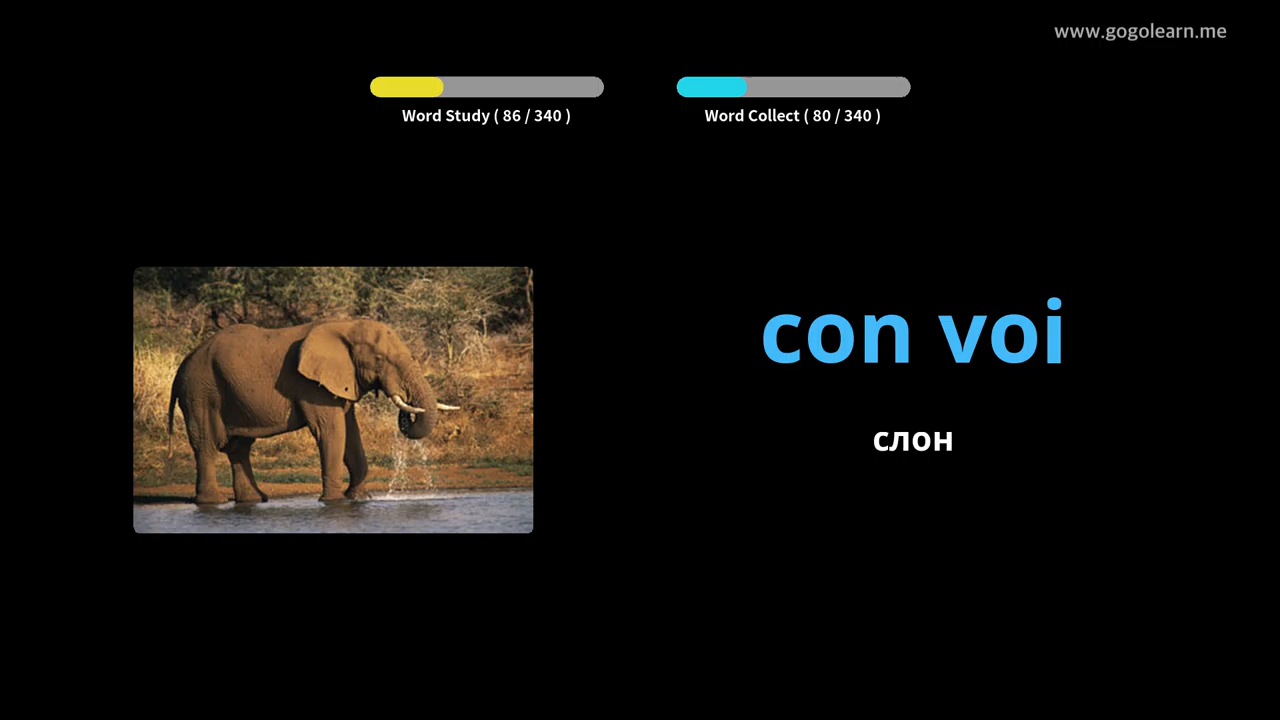 www.gogolearn.me
Word Study ( 86 / 340 )
Word Collect ( 80 / 340 )
con voi
слон